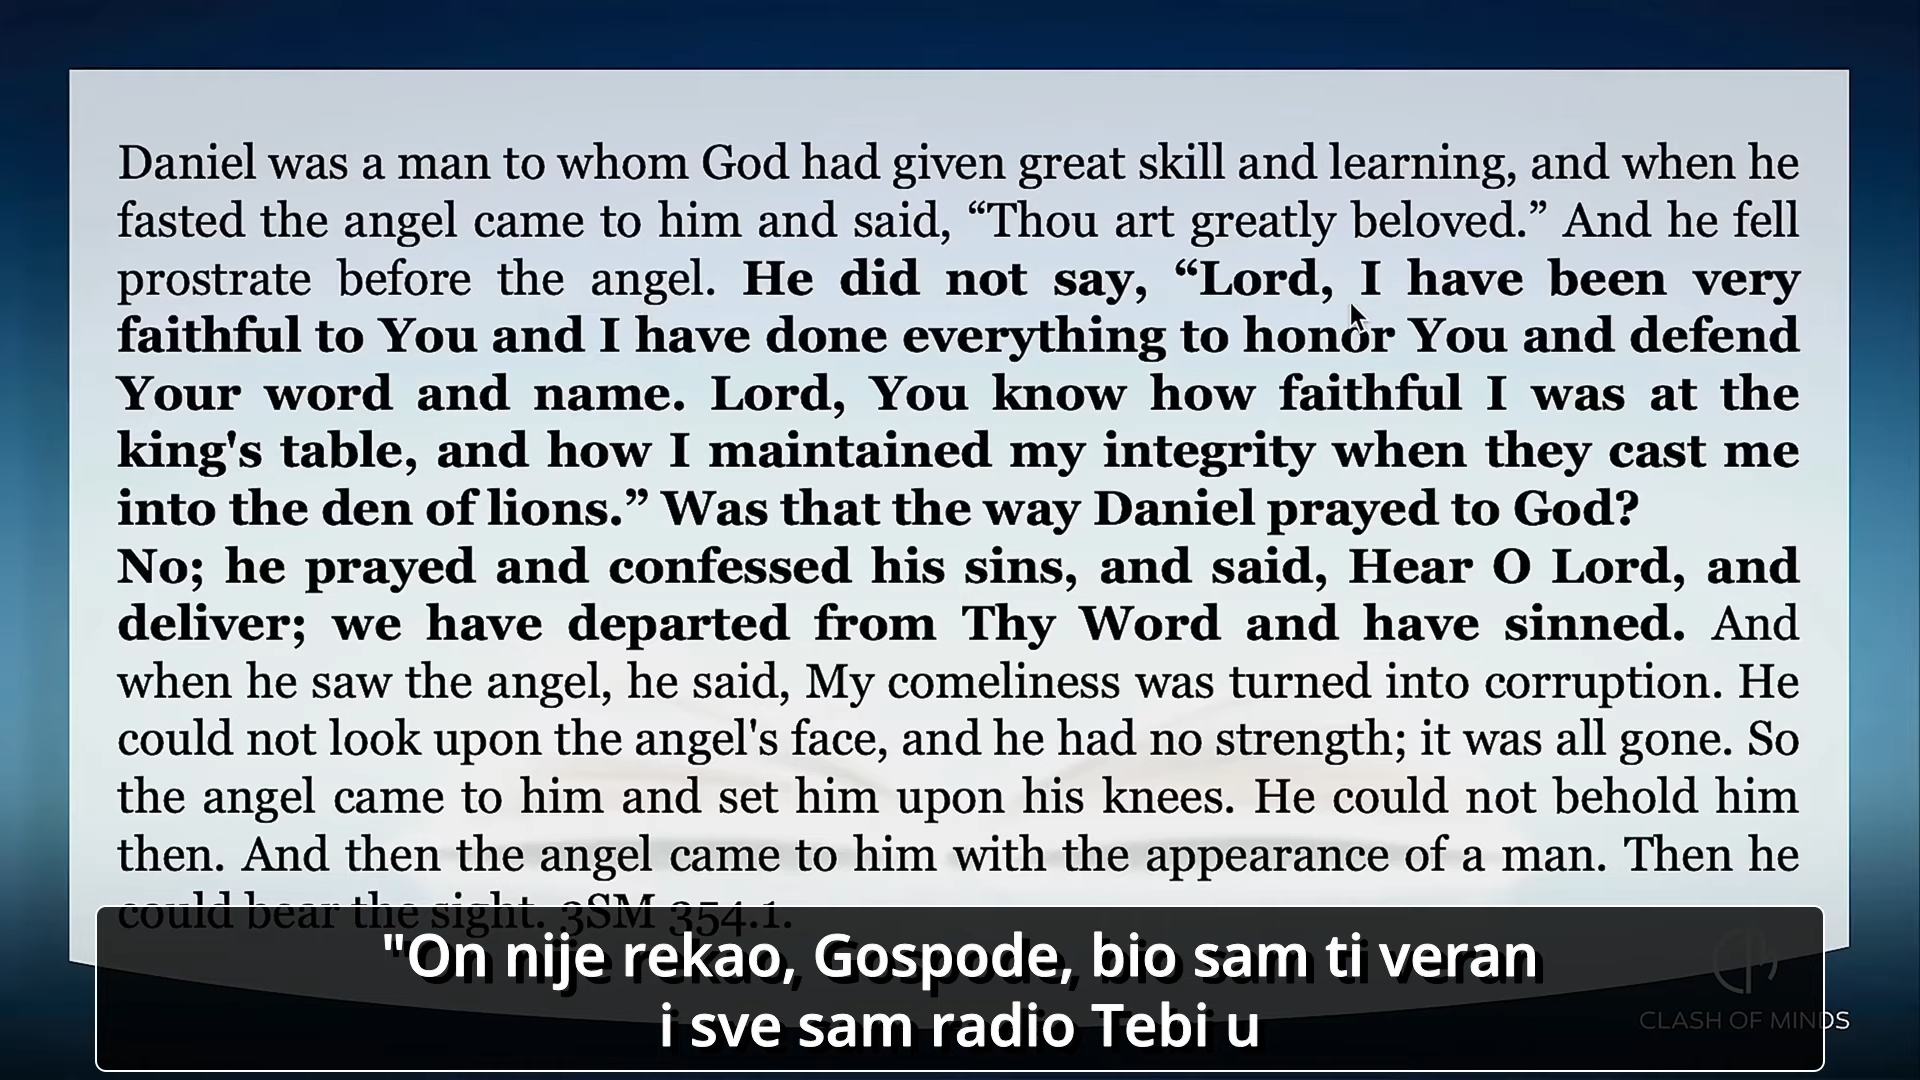 Daniel was a man to whom God had given great skill and learning, and when he
fasted the angel came to him and said, “Thou art greatly beloved.” And he fell
prostrate before the angel. He did not say, “Lord, I have been very
faithful to You and I have done everything to honor You and defend
Your word and name. Lord, You know how faithful I was at the
king's table, and how I maintained my integrity when they cast me
into the den of lions.” Was that the way Daniel prayed to God?
No; he prayed and confessed his sins, and said, Hear O Lord, and
deliver; we have departed from Thy Word and have sinned. And
when he saw the angel, he said, My comeliness was turned into corruption. He
could not look upon the angel's face, and he had no strength; it was all gone. So
the angel came to him and set him upon his knees. He could not behold him
then. And then the angel came to him with the appearance of a man. Then he
could bear the sight. 3SM 354.1.
"On nije rekao, Gospode, bio sam ti veran
i sve sam radio Tebi u
CLASH OF MINDS